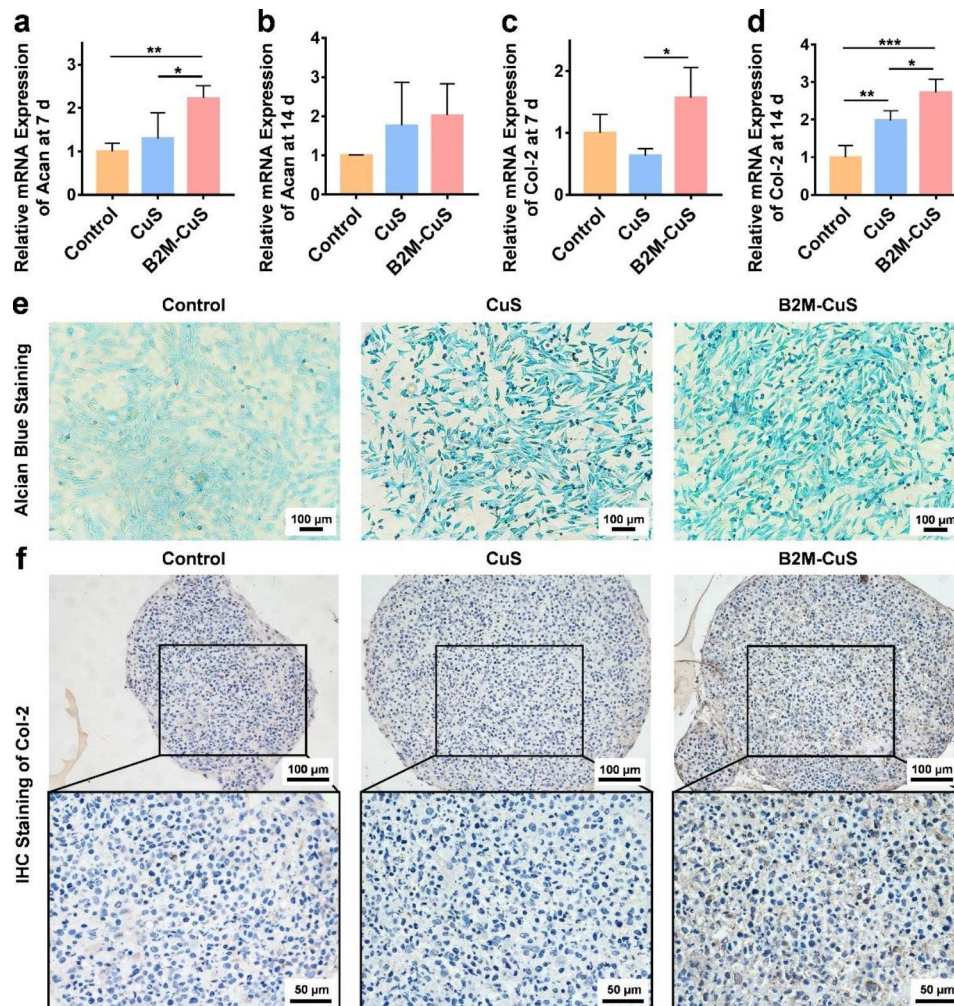 a
Relative mRNA Expression
of Acan at 7 d
3
2
1
0
**
*
Control
CuS
B2M-CuS
b
Relative mRNA Expression
of Acan at 14 d
4
3
2
1
0
Control
CuS
B2M-CuS
c
Relative mRNA Expression
of Col-2 at 7 d
2
1
0
*
Control
CuS
B2M-CuS
d
Relative mRNA Expression
of Col-2 at 14 d
4
3
2
1
0
***
*
**
Control
CuS
B2M-CuS
e
Control
CuS
B2M-CuS
Alcian Blue Staining
100 µm
100 µm
100 µm
f
Control
CuS
B2M-CuS
IHC Staining of Col-2
100 µm
100 µm
100 µm
50 µm
50 µm
50 µm